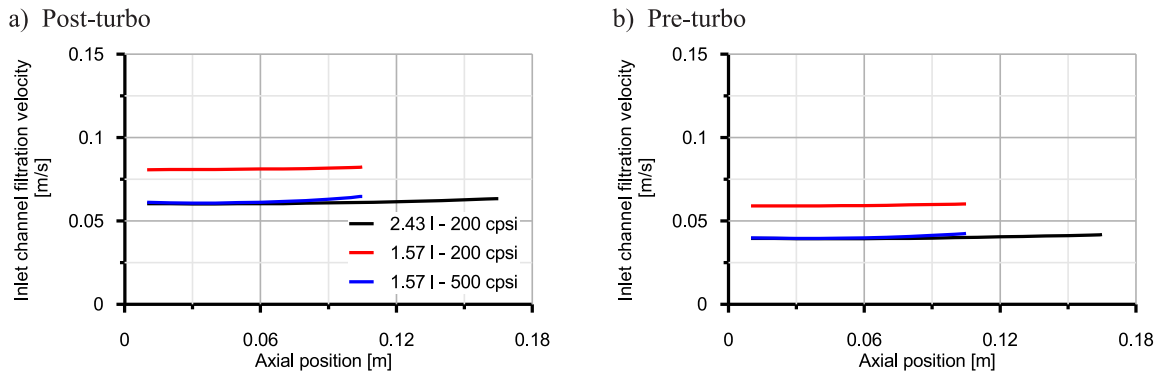 a) Post-turbo
Inlet channel filtration velocity
[m/s]
0.15
0.1
0.05
0
2.43 l - 200 cpsi
1.57 l - 200 cpsi
1.57 l - 500 cpsi
0 0.06 0.12 0.18
Axial position [m]
b) Pre-turbo
Inlet channel filtration velocity
[m/s]
0.15
0.1
0.05
0
0 0.06 0.12 0.18
Axial position [m]